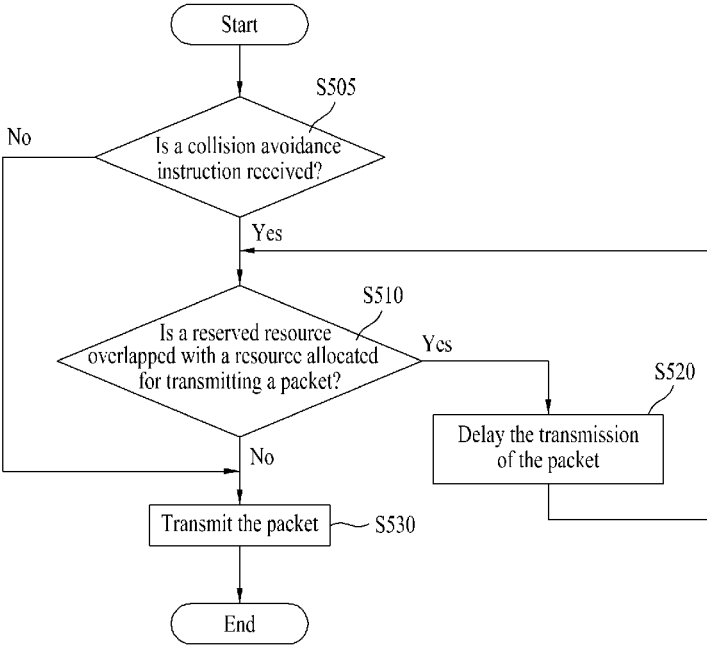 Start
S505
No
Is a collision avoidance
instruction received?
Yes
S510
Is a reserved resource
overlapped with a resource allocated
for transmitting a packet?
Yes
S520
Delay the transmission
of the packet
No
Transmit the packet
S530
End